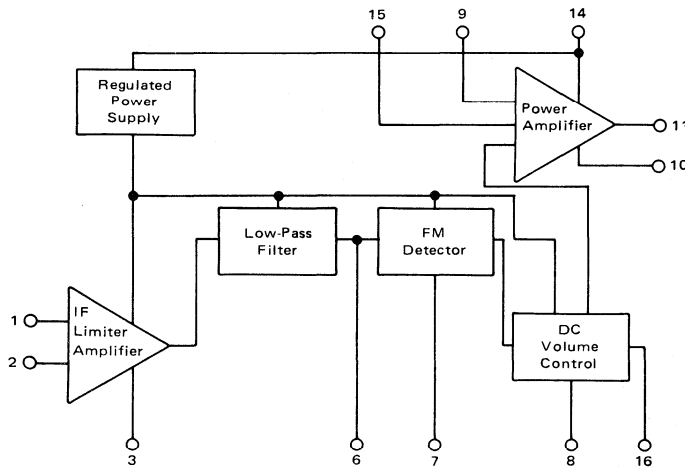 15
9
14
Regulated
Power
Supply
Power
Amplifier
11
10
Low-Pass
Filter
FM
Detector
1
2
IF
Limiter
Amplifier
DC
Volume
Control
3
6
7
8
16